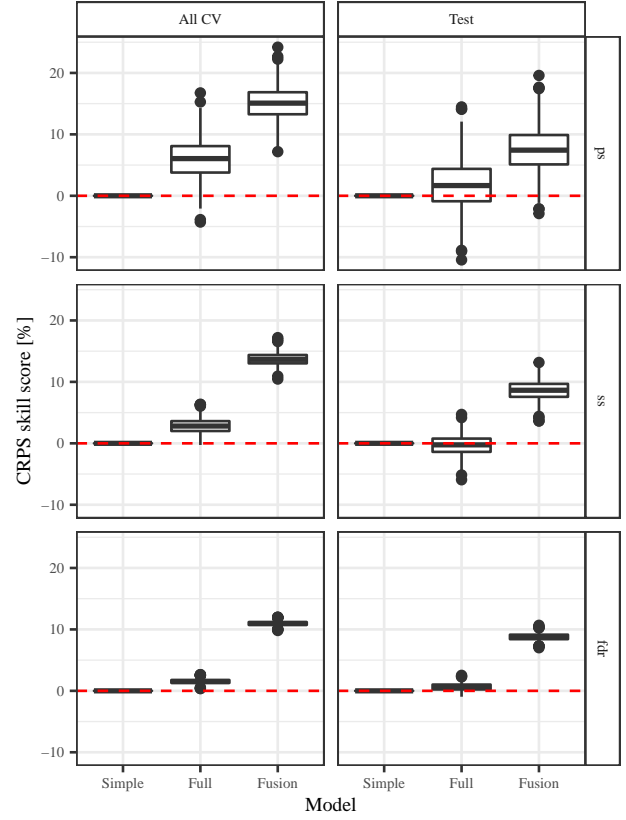 All CV Test
20
10
0
−10
ps
20
10
0
−10
ss
20
10
0
−10
fdr
CRPS skill score [%]
Simple Full Fusion Simple Full Fusion
Model